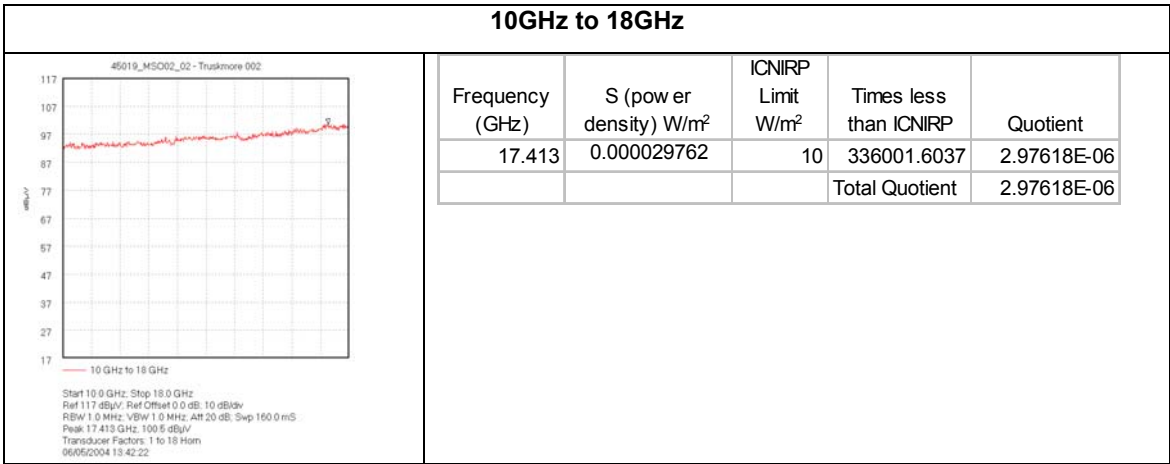 10GHz to 18GHz
45019_MSO02_02 - Truskmore 002
117
107
97
87
77
67
57
47
37
27
17
dBµV
10 GHz to 18 GHz
Start 10.0 GHz; Stop 18.0 GHz
Ref 117 dBµV; Ref Offset 0.0 dB; 10 dB/div
RBW 1.0 MHz; VBW 1.0 MHz; Att 20 dB; Swp 160.0 mS
Peak 17.413 GHz, 100.5 dBµV
Transducer Factors: 1 to 18 Horn
06/05/2004 13:42:22
Frequency (GHz) S (pow er density) W/m² ICNIRP Limit W/m² Times less than ICNIRP Quotient
17.413 0.000029762 10 336001.6037 2.97618E-06
Total Quotient 2.97618E-06